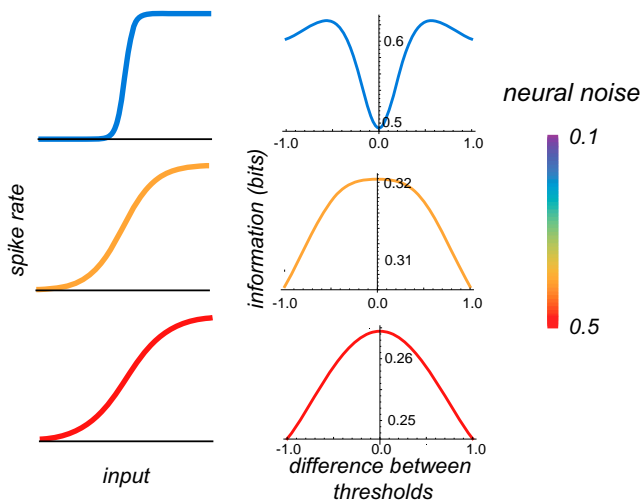 spike rate
input
information (bits)
0.6
0.5
-1.0
0.0
1.0
0.32
0.31
-1.0
0.0
1.0
0.26
0.25
-1.0
0.0
1.0
difference between
thresholds
neural noise
0.1
0.5